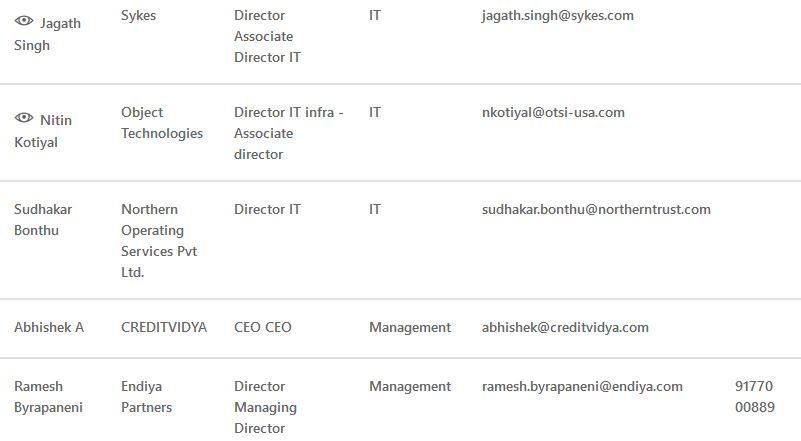 Jagath Singh Sykes Director Associate Director IT IT jagath.singh@sykes.com
Nitin Kotiyal Object Technologies Director IT infra - Associate director IT nkotiyal@otsi-usa.com
Sudhakar Bonthu Northern Operating Services Pvt Ltd. Director IT IT sudhakar.bonthu@northerntrust.com
Abhishek A CREDITVIDYA CEO CEO Management abhishek@creditvidya.com
Ramesh Byrapaneni Endiya Partners Director Managing Director Management ramesh.byrapaneni@endiya.com 91770 00889